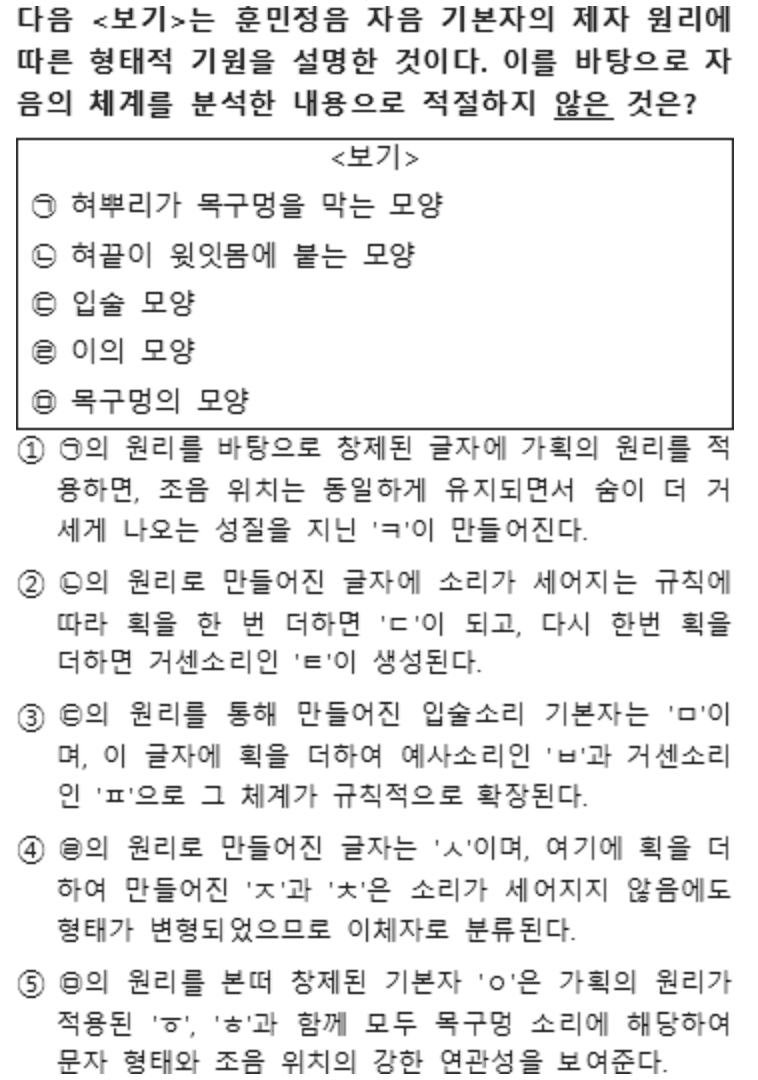 다음 <보기>는 훈민정음 자음 기본자의 제자 원리에
따른 형태적 기원을 설명한 것이다. 이를 바탕으로 자
음의 체계를 분석한 내용으로 적절하지 않은 것은?
<보기>
㉠ 혀뿌리가 목구멍을 막는 모양
㉡ 혀끝이 윗잇몸에 붙는 모양
㉢ 입술 모양
㉣ 이의 모양
㉤ 목구멍의 모양
① ㉠의 원리를 바탕으로 창제된 글자에 가획의 원리를 적
용하면, 조음 위치는 동일하게 유지되면서 숨이 더 거
세게 나오는 성질을 지닌 'ㅋ'이 만들어진다.
② ㉡의 원리로 만들어진 글자에 소리가 세어지는 규칙에
따라 획을 한 번 더하면 'ㄷ'이 되고, 다시 한번 획을
더하면 거센소리인 'ㅌ'이 생성된다.
③ ㉢의 원리를 통해 만들어진 입술소리 기본자는 'ㅁ'이
며, 이 글자에 획을 더하여 예사소리인 'ㅂ'과 거센소리
인 'ㅍ'으로 그 체계가 규칙적으로 확장된다.
④ ㉣의 원리로 만들어진 글자는 'ㅅ'이며, 여기에 획을 더
하여 만들어진 'ㅈ'과 'ㅊ'은 소리가 세어지지 않음에도
형태가 변형되었으므로 이체자로 분류된다.
⑤ ㉤의 원리를 본떠 창제된 기본자 'ㅇ'은 가획의 원리가
적용된 'ㆆ', 'ㅎ'과 함께 모두 목구멍 소리에 해당하여
문자 형태와 조음 위치의 강한 연관성을 보여준다.